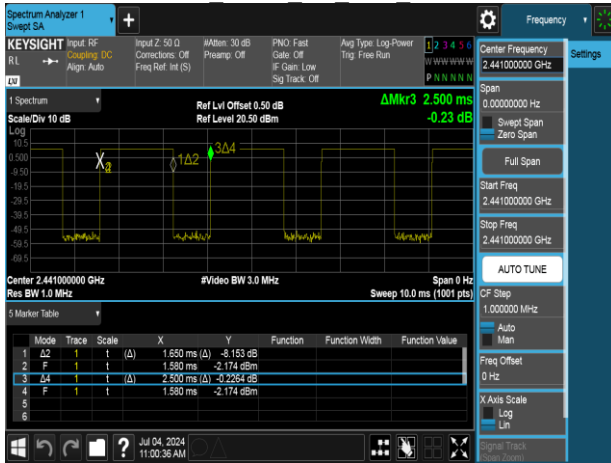 Spectrum Analyzer 1
Swept SA
+
Frequency
KEYSIGHT
RL
LXI
Input: RF
Coupling: DC
Align: Auto
Input Z: 50 Ω
Corrections: Off
Freq Ref: Int (S)
#Atten: 30 dB
Preamp: Off
PNO: Fast
Gate: Off
IF Gain: Low
Sig Track: Off
Avg Type: Log-Power
Trig: Free Run
1 2 3 4 5 6
W W W W W W
P N N N N N
1 Spectrum
Scale/Div 10 dB
Log
Ref Lvl Offset 0.50 dB
Ref Level 20.50 dBm
ΔMkr3 2.500 ms
-0.23 dB
10.5
0.500
-9.50
-19.5
-29.5
-39.5
-49.5
-59.5
-69.5
1Δ2
3Δ4
Center 2.441000000 GHz
Res BW 1.0 MHz
#Video BW 3.0 MHz
Span 0 Hz
Sweep 10.0 ms (1001 pts)
5 Marker Table
Mode Trace Scale X Y Function Function Width Function Value
1 Δ2 1 t (Δ) 1.650 ms (Δ) -8.153 dB
2 F 1 t 1.580 ms -2.174 dBm
3 Δ4 1 t (Δ) 2.500 ms (Δ) -0.2264 dB
4 F 1 t 1.580 ms -2.174 dBm
5
6
?
Jul 04, 2024
11:00:36 AM
Center Frequency
2.441000000 GHz
Settings
Span
0.00000000 Hz
Swept Span
Zero Span
Full Span
Start Freq
2.441000000 GHz
Stop Freq
2.441000000 GHz
AUTO TUNE
CF Step
1.000000 MHz
Auto
Man
Freq Offset
0 Hz
X Axis Scale
Log
Lin
Signal Track
(Span Zoom)